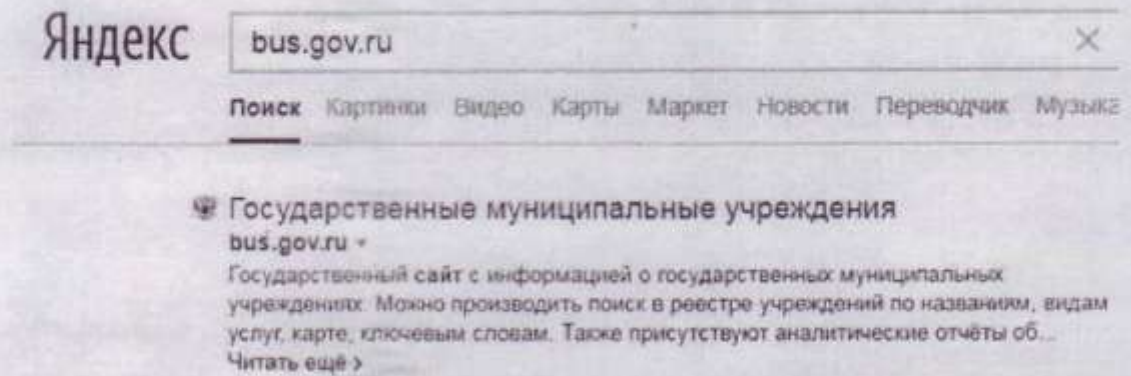 Яндекс
bus.gov.ru
Поиск Картинки Видео Карты Маркет Новости Переводчик Музыка
Государственные муниципальные учреждения
bus.gov.ru
Государственный сайт с информацией о государственных муниципальных
учреждениях. Можно производить поиск в реестре учреждений по названиям, видам
услуг, карте, ключевым словам. Также присутствуют аналитические отчёты об...
Читать ещё >